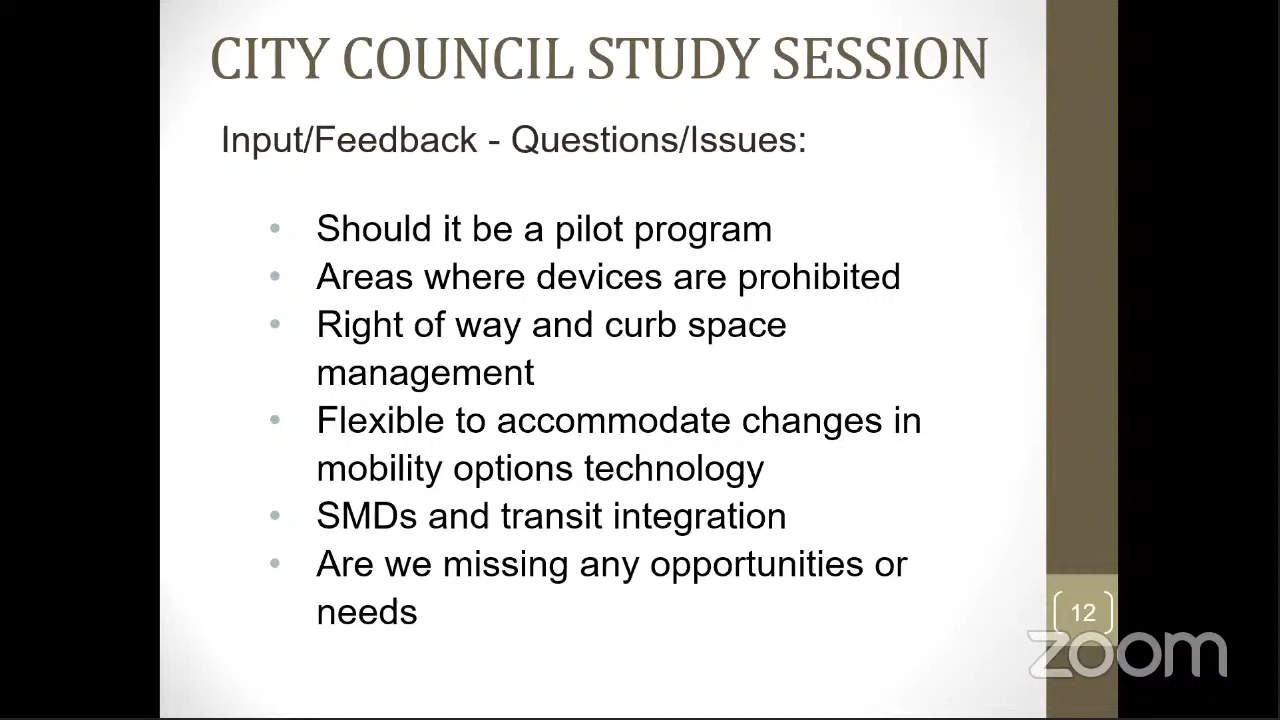 CITY COUNCIL STUDY SESSION
Input/Feedback - Questions/Issues:
• Should it be a pilot program
• Areas where devices are prohibited
• Right of way and curb space
management
• Flexible to accommodate changes in
mobility options technology
• SMDs and transit integration
• Are we missing any opportunities or
needs
12
zoom